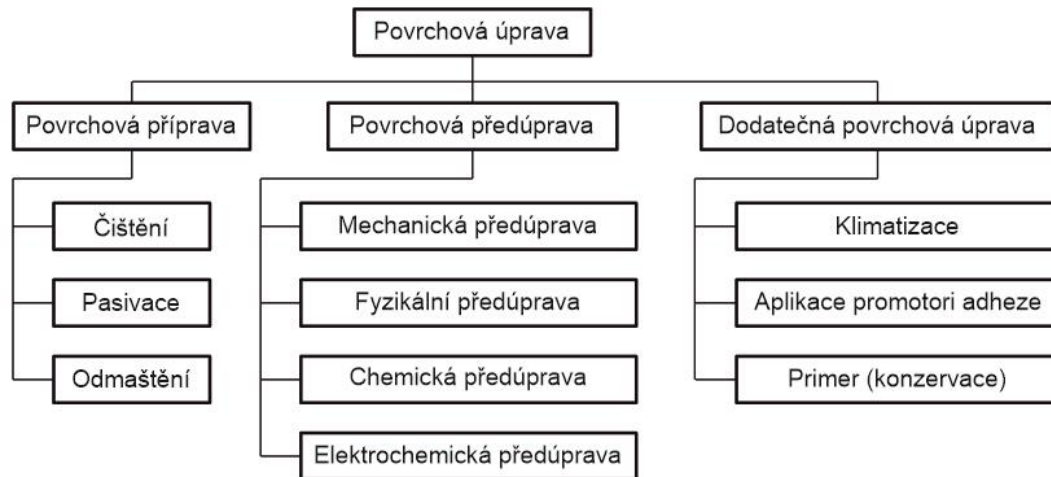 Povrchová úprava
Povrchová příprava
Povrchová předúprava
Dodatečná povrchová úprava
Čištění
Pasivace
Odmaštění
Mechanická předúprava
Fyzikální předúprava
Chemická předúprava
Elektrochemická předúprava
Klimatizace
Aplikace promotori adheze
Primer (konzervace)